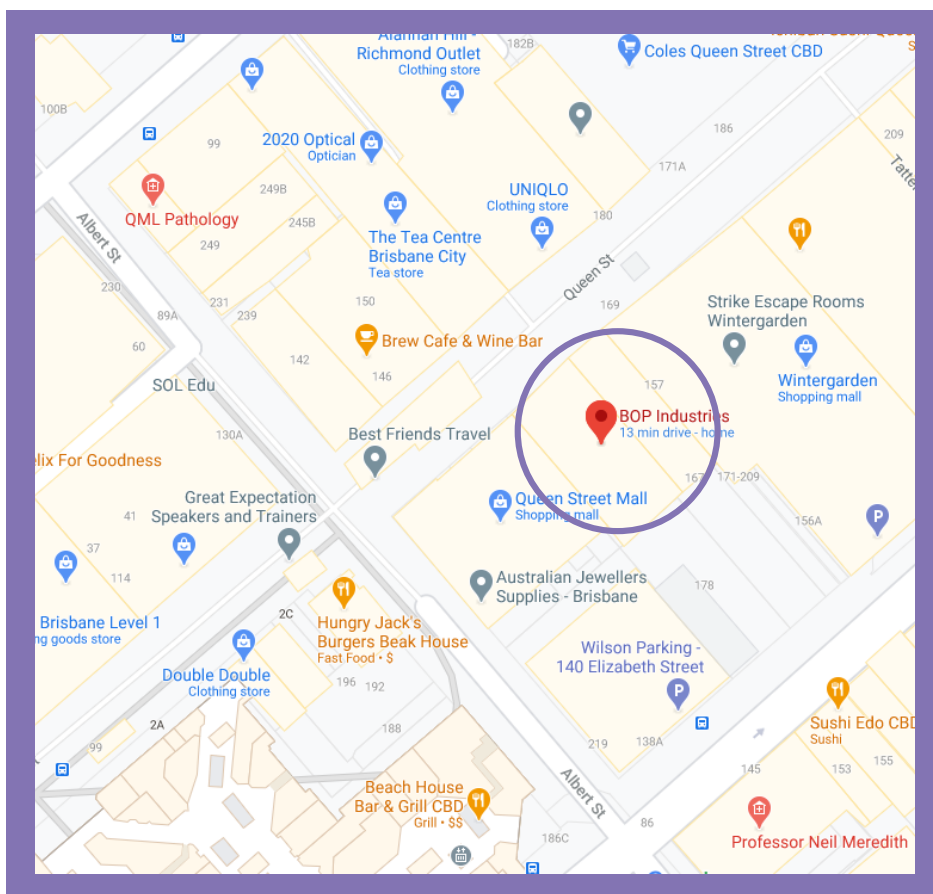 Richmond Outlet
Clothing store
182B
Coles Queen Street CBD
100B
99
2020 Optical
Optician
186
209
171A
249B
QML Pathology
UNIQLO
Clothing store
180
245B
The Tea Centre
Brisbane City
Tea store
249
Albert St
Queen St
230
231
239
89A
150
169
Strike Escape Rooms
Wintergarden
60
Brew Cafe & Wine Bar
142
146
157
SOL Edu
Wintergarden
Shopping mall
BOP Industries
13 min drive - home
130A
Best Friends Travel
lix For Goodness
167
171-209
Great Expectation
Speakers and Trainers
41
Queen Street Mall
Shopping mall
156A
P
37
114
Australian Jewellers
Supplies - Brisbane
178
2C
Brisbane Level 1
ng goods store
Hungry Jack's
Burgers Beak House
Fast Food • $
Wilson Parking -
140 Elizabeth Street
P
Double Double
Clothing store
196
192
2A
188
99
219
138A
Sushi Edo CBD
Sushi
145
153
155
Albert St
Beach House
Bar & Grill CBD
Grill • $$
186C
86
Professor Neil Meredith